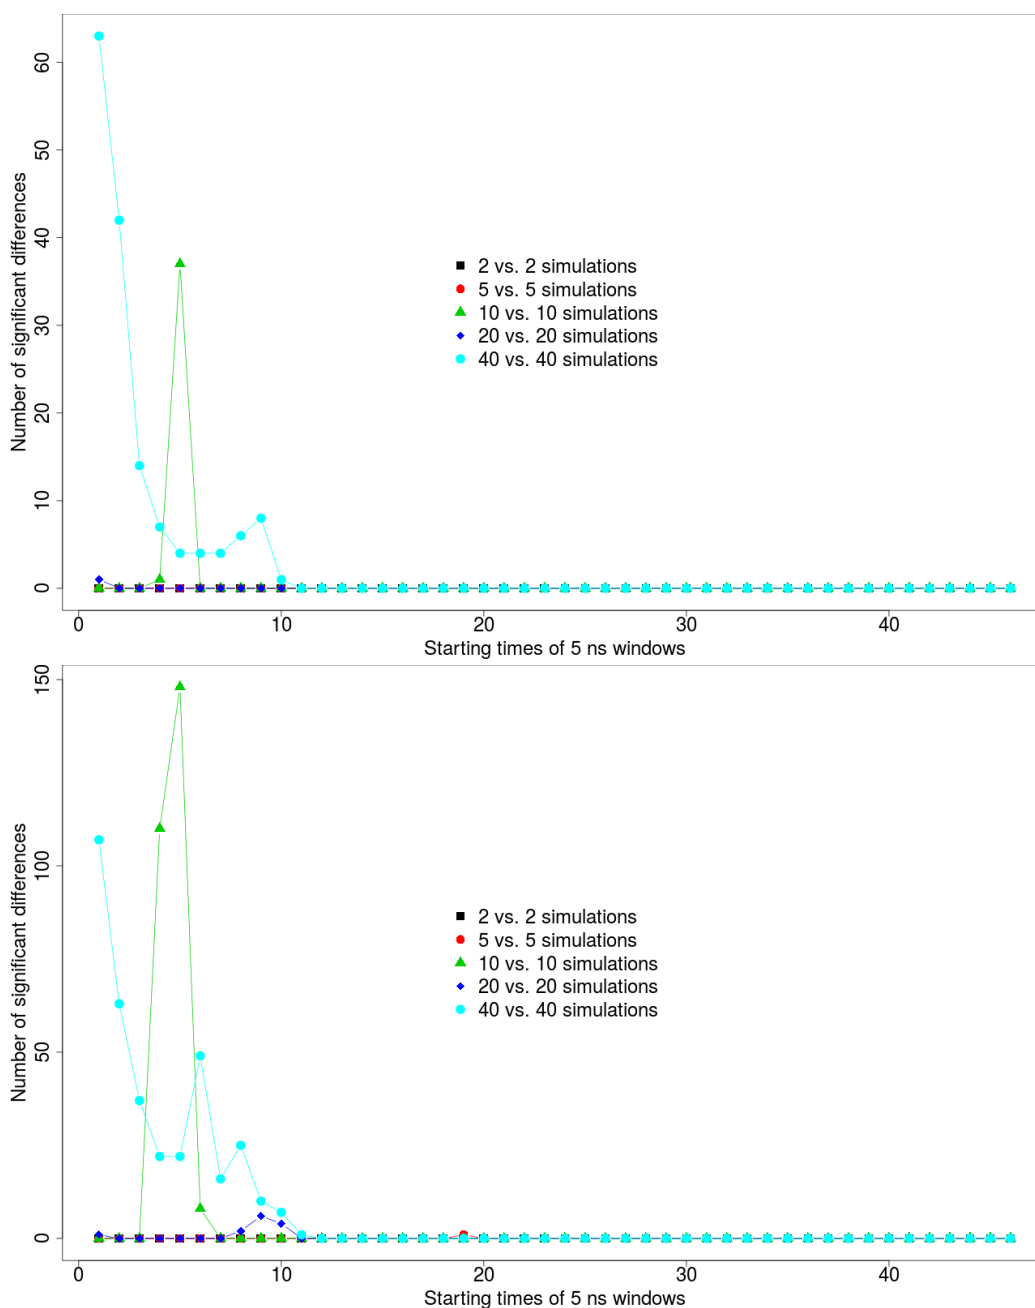 60
50
40
30
20
10
0
Number of significant differences
2 vs. 2 simulations
5 vs. 5 simulations
10 vs. 10 simulations
20 vs. 20 simulations
40 vs. 40 simulations
0 10 20 30 40
Starting times of 5 ns windows
150
100
50
0
Number of significant differences
2 vs. 2 simulations
5 vs. 5 simulations
10 vs. 10 simulations
20 vs. 20 simulations
40 vs. 40 simulations
0 10 20 30 40
Starting times of 5 ns windows